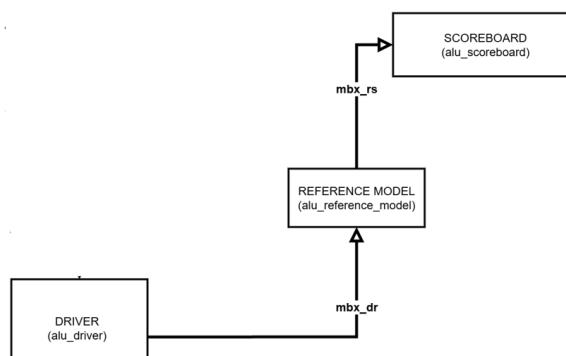 SCOREBOARD
(alu_scoreboard)
mbx_rs
REFERENCE MODEL
(alu_reference_model)
mbx_dr
DRIVER
(alu_driver)